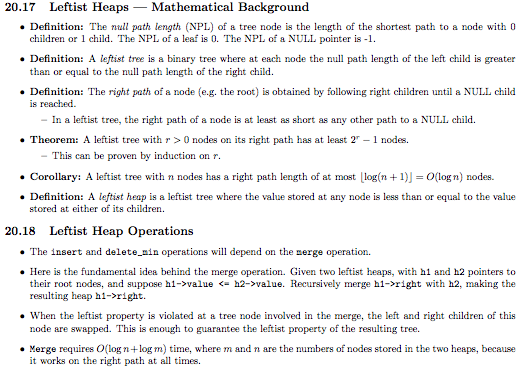 20.17 Leftist Heaps — Mathematical Background
• Definition: The null path length (NPL) of a tree node is the length of the shortest path to a node with 0
children or 1 child. The NPL of a leaf is 0. The NPL of a NULL pointer is -1.
• Definition: A leftist tree is a binary tree where at each node the null path length of the left child is greater
than or equal to the null path length of the right child.
• Definition: The right path of a node (e.g. the root) is obtained by following right children until a NULL child
is reached.
– In a leftist tree, the right path of a node is at least as short as any other path to a NULL child.
• Theorem: A leftist tree with r > 0 nodes on its right path has at least 2^r − 1 nodes.
– This can be proven by induction on r.
• Corollary: A leftist tree with n nodes has a right path length of at most ⌊log(n + 1)⌋ = O(log n) nodes.
• Definition: A leftist heap is a leftist tree where the value stored at any node is less than or equal to the value
stored at either of its children.
20.18 Leftist Heap Operations
• The insert and delete_min operations will depend on the merge operation.
• Here is the fundamental idea behind the merge operation. Given two leftist heaps, with h1 and h2 pointers to
their root nodes, and suppose h1->value <= h2->value. Recursively merge h1->right with h2, making the
resulting heap h1->right.
• When the leftist property is violated at a tree node involved in the merge, the left and right children of this
node are swapped. This is enough to guarantee the leftist property of the resulting tree.
• Merge requires O(log n + log m) time, where m and n are the numbers of nodes stored in the two heaps, because
it works on the right path at all times.